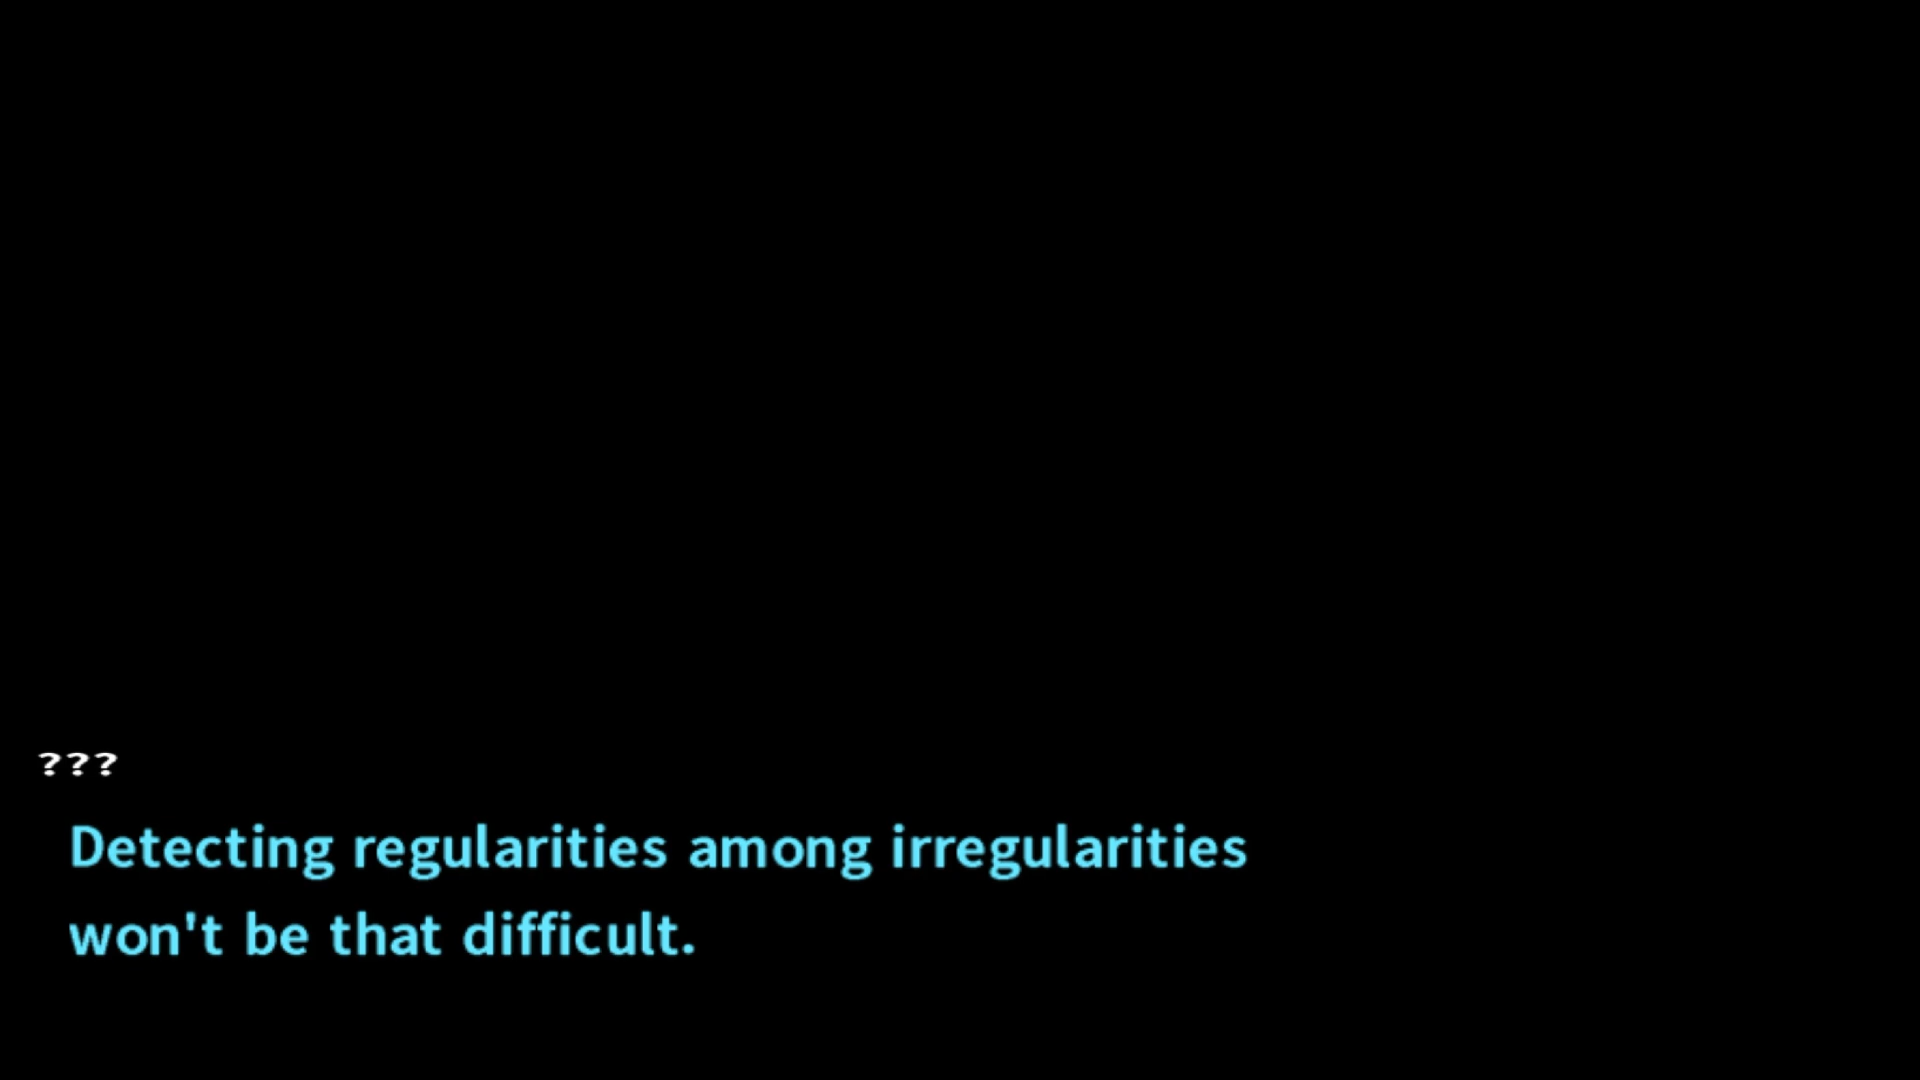 ???
Detecting regularities among irregularities
won't be that difficult.